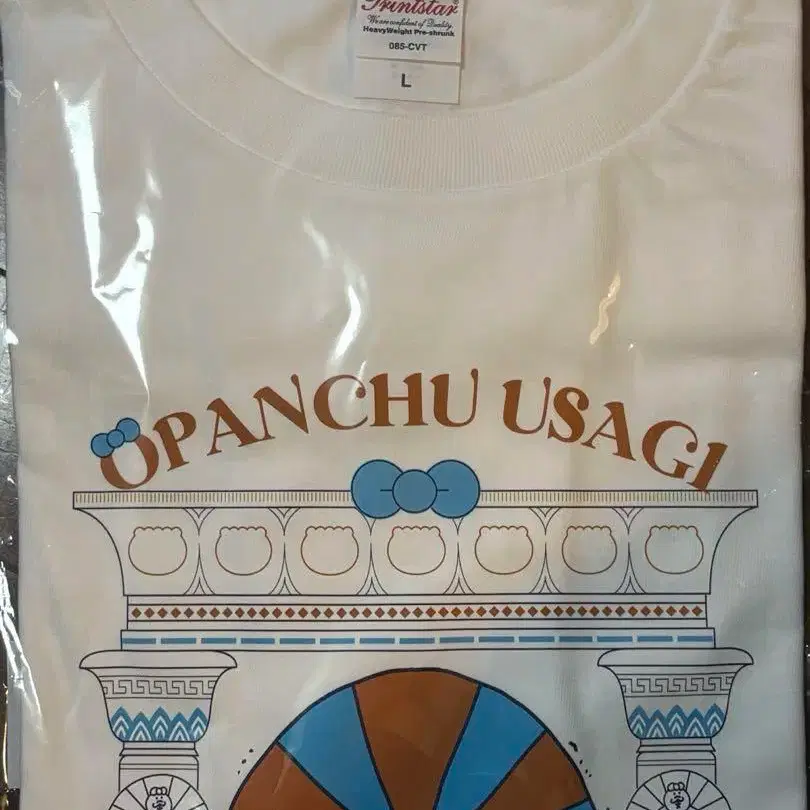 Printstar®
We are confident of Quality.
HeavyWeight Pre-shrunk
085-CVT
L
OPANCHU USAGI